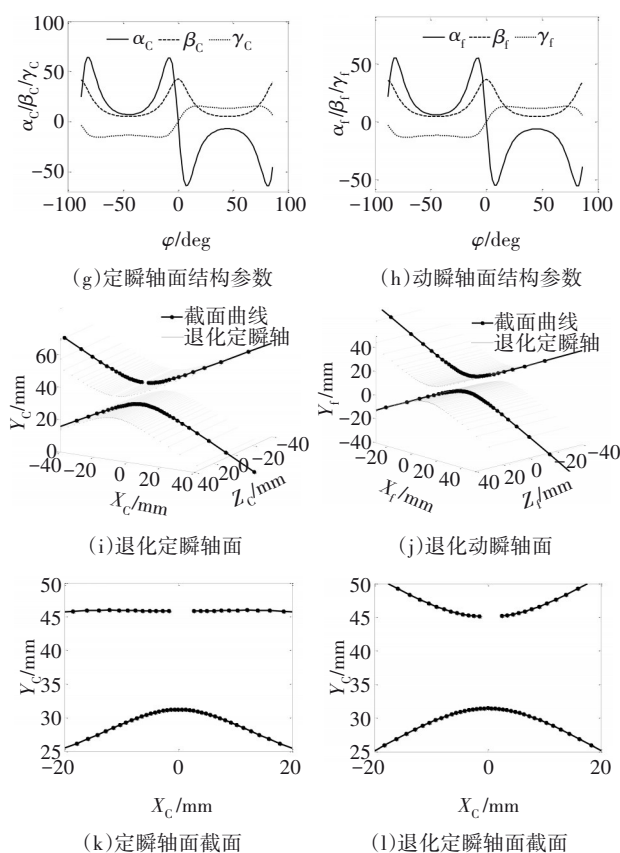 α_C β_C γ_C
α_f β_f γ_f
100
50
0
−50
α_C/β_C/γ_C
−100 −50 0 50 100
φ/deg
(g)定瞬轴面结构参数
100
50
0
50
α_f/β_f/γ_f
−100 −50 0 50 100
φ/deg
(h)动瞬轴面结构参数
截面曲线
退化定瞬轴
60
40
20
0
Y_C/mm
−40 −20 0 20 40
X_C/mm
40 20 0 −20 −40
Z_C/mm
(i)退化定瞬轴面
截面曲线
退化定瞬轴
40
20
0
−20
−40
Y_f/mm
−20 0 20 40
X_f/mm
40 20 0 −20 −40
Z_f/mm
(j)退化动瞬轴面
50
45
40
35
30
25
Y_C/mm
−20 0 20
X_C/mm
(k)定瞬轴面截面
50
45
40
35
30
25
Y_C/mm
−20 0 20
X_C/mm
(l)退化定瞬轴面截面